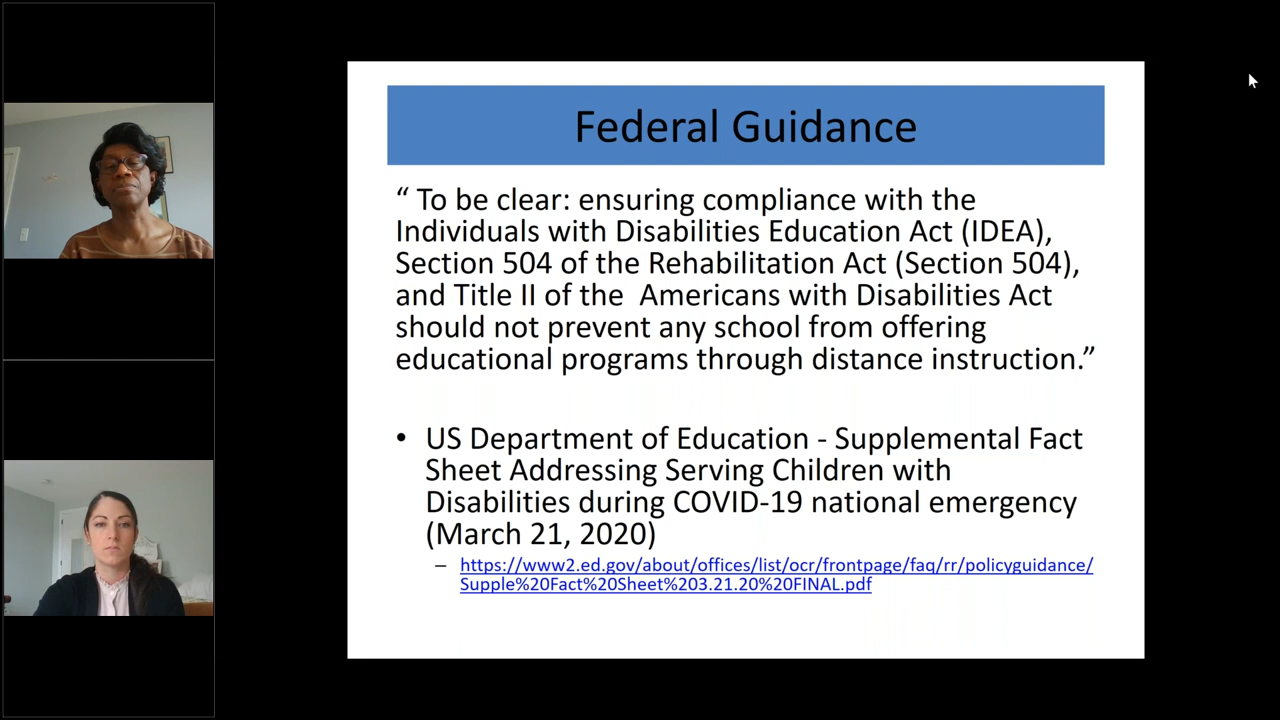 Federal Guidance
“ To be clear: ensuring compliance with the
Individuals with Disabilities Education Act (IDEA),
Section 504 of the Rehabilitation Act (Section 504),
and Title II of the  Americans with Disabilities Act
should not prevent any school from offering
educational programs through distance instruction.”
• US Department of Education - Supplemental Fact
Sheet Addressing Serving Children with
Disabilities during COVID-19 national emergency
(March 21, 2020)
– https://www2.ed.gov/about/offices/list/ocr/frontpage/faq/rr/policyguidance/
Supple%20Fact%20Sheet%203.21.20%20FINAL.pdf